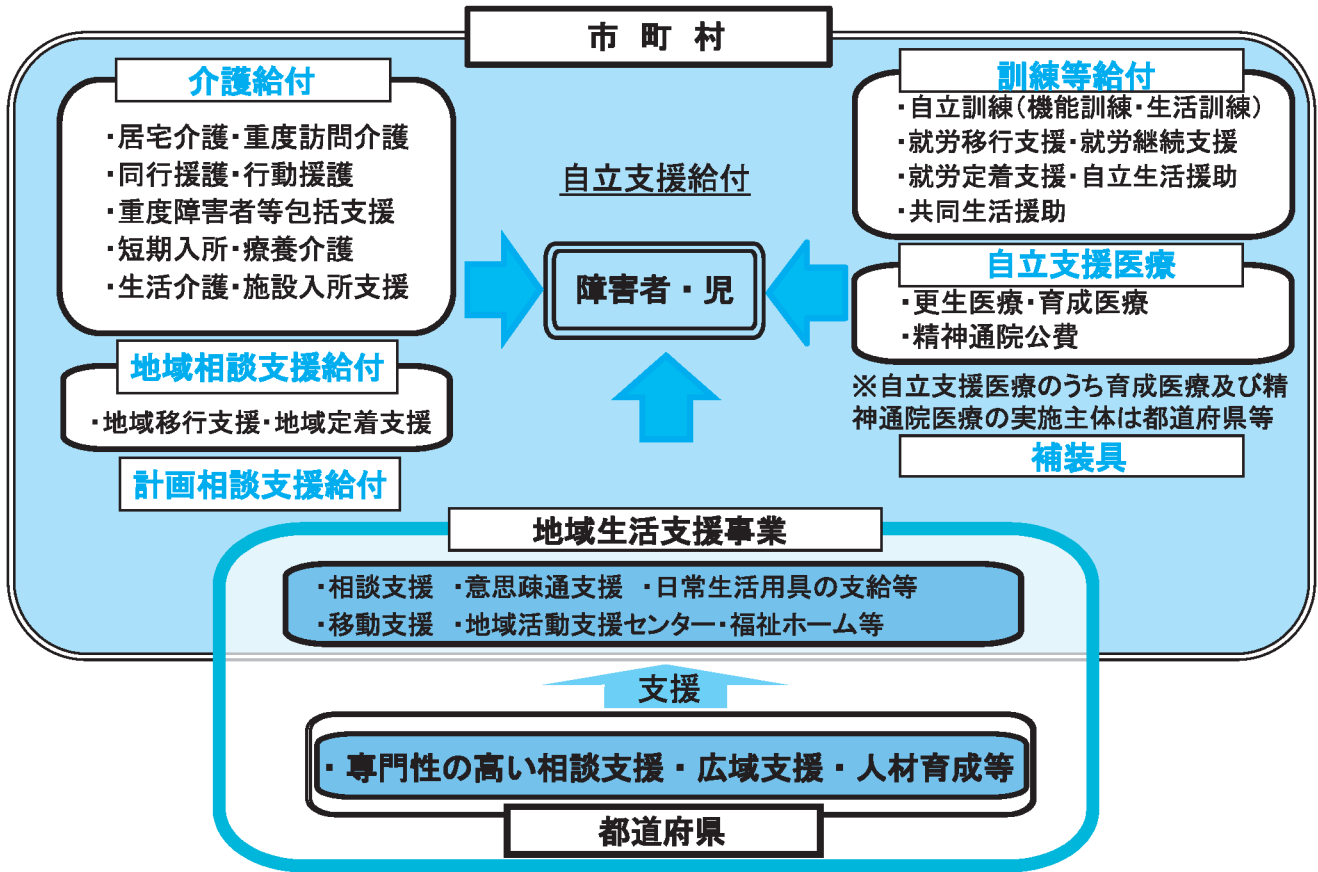 市町村
介護給付
・居宅介護・重度訪問介護
・同行援護・行動援護
・重度障害者等包括支援
・短期入所・療養介護
・生活介護・施設入所支援
地域相談支援給付
・地域移行支援・地域定着支援
計画相談支援給付
自立支援給付
障害者・児
訓練等給付
・自立訓練(機能訓練・生活訓練)
・就労移行支援・就労継続支援
・就労定着支援・自立生活援助
・共同生活援助
自立支援医療
・更生医療・育成医療
・精神通院公費
※自立支援医療のうち育成医療及び精
神通院医療の実施主体は都道府県等
補装具
地域生活支援事業
・相談支援 ・意思疎通支援 ・日常生活用具の支給等
・移動支援 ・地域活動支援センター・福祉ホーム等
支援
・専門性の高い相談支援・広域支援・人材育成等
都道府県